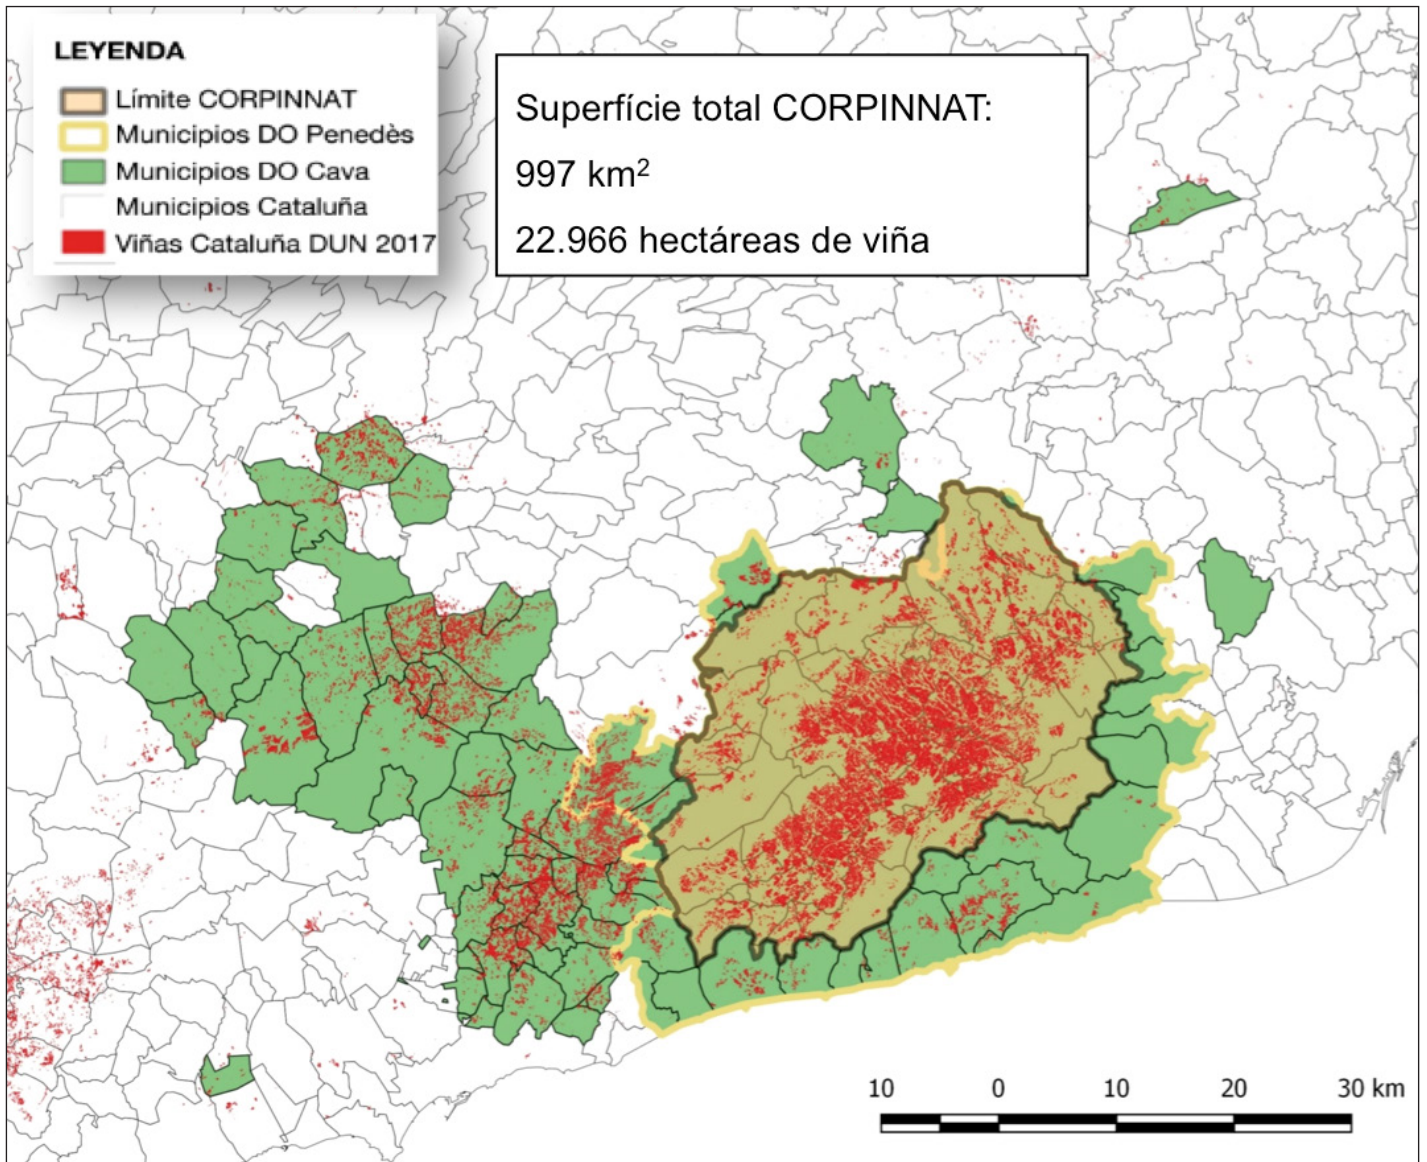 LEYENDA
Límite CORPINNAT
Municipios DO Penedès
Municipios DO Cava
Municipios Cataluña
Viñas Cataluña DUN 2017
Superfície total CORPINNAT:
997 km²
22.966 hectáreas de viña
10 0 10 20 30 km